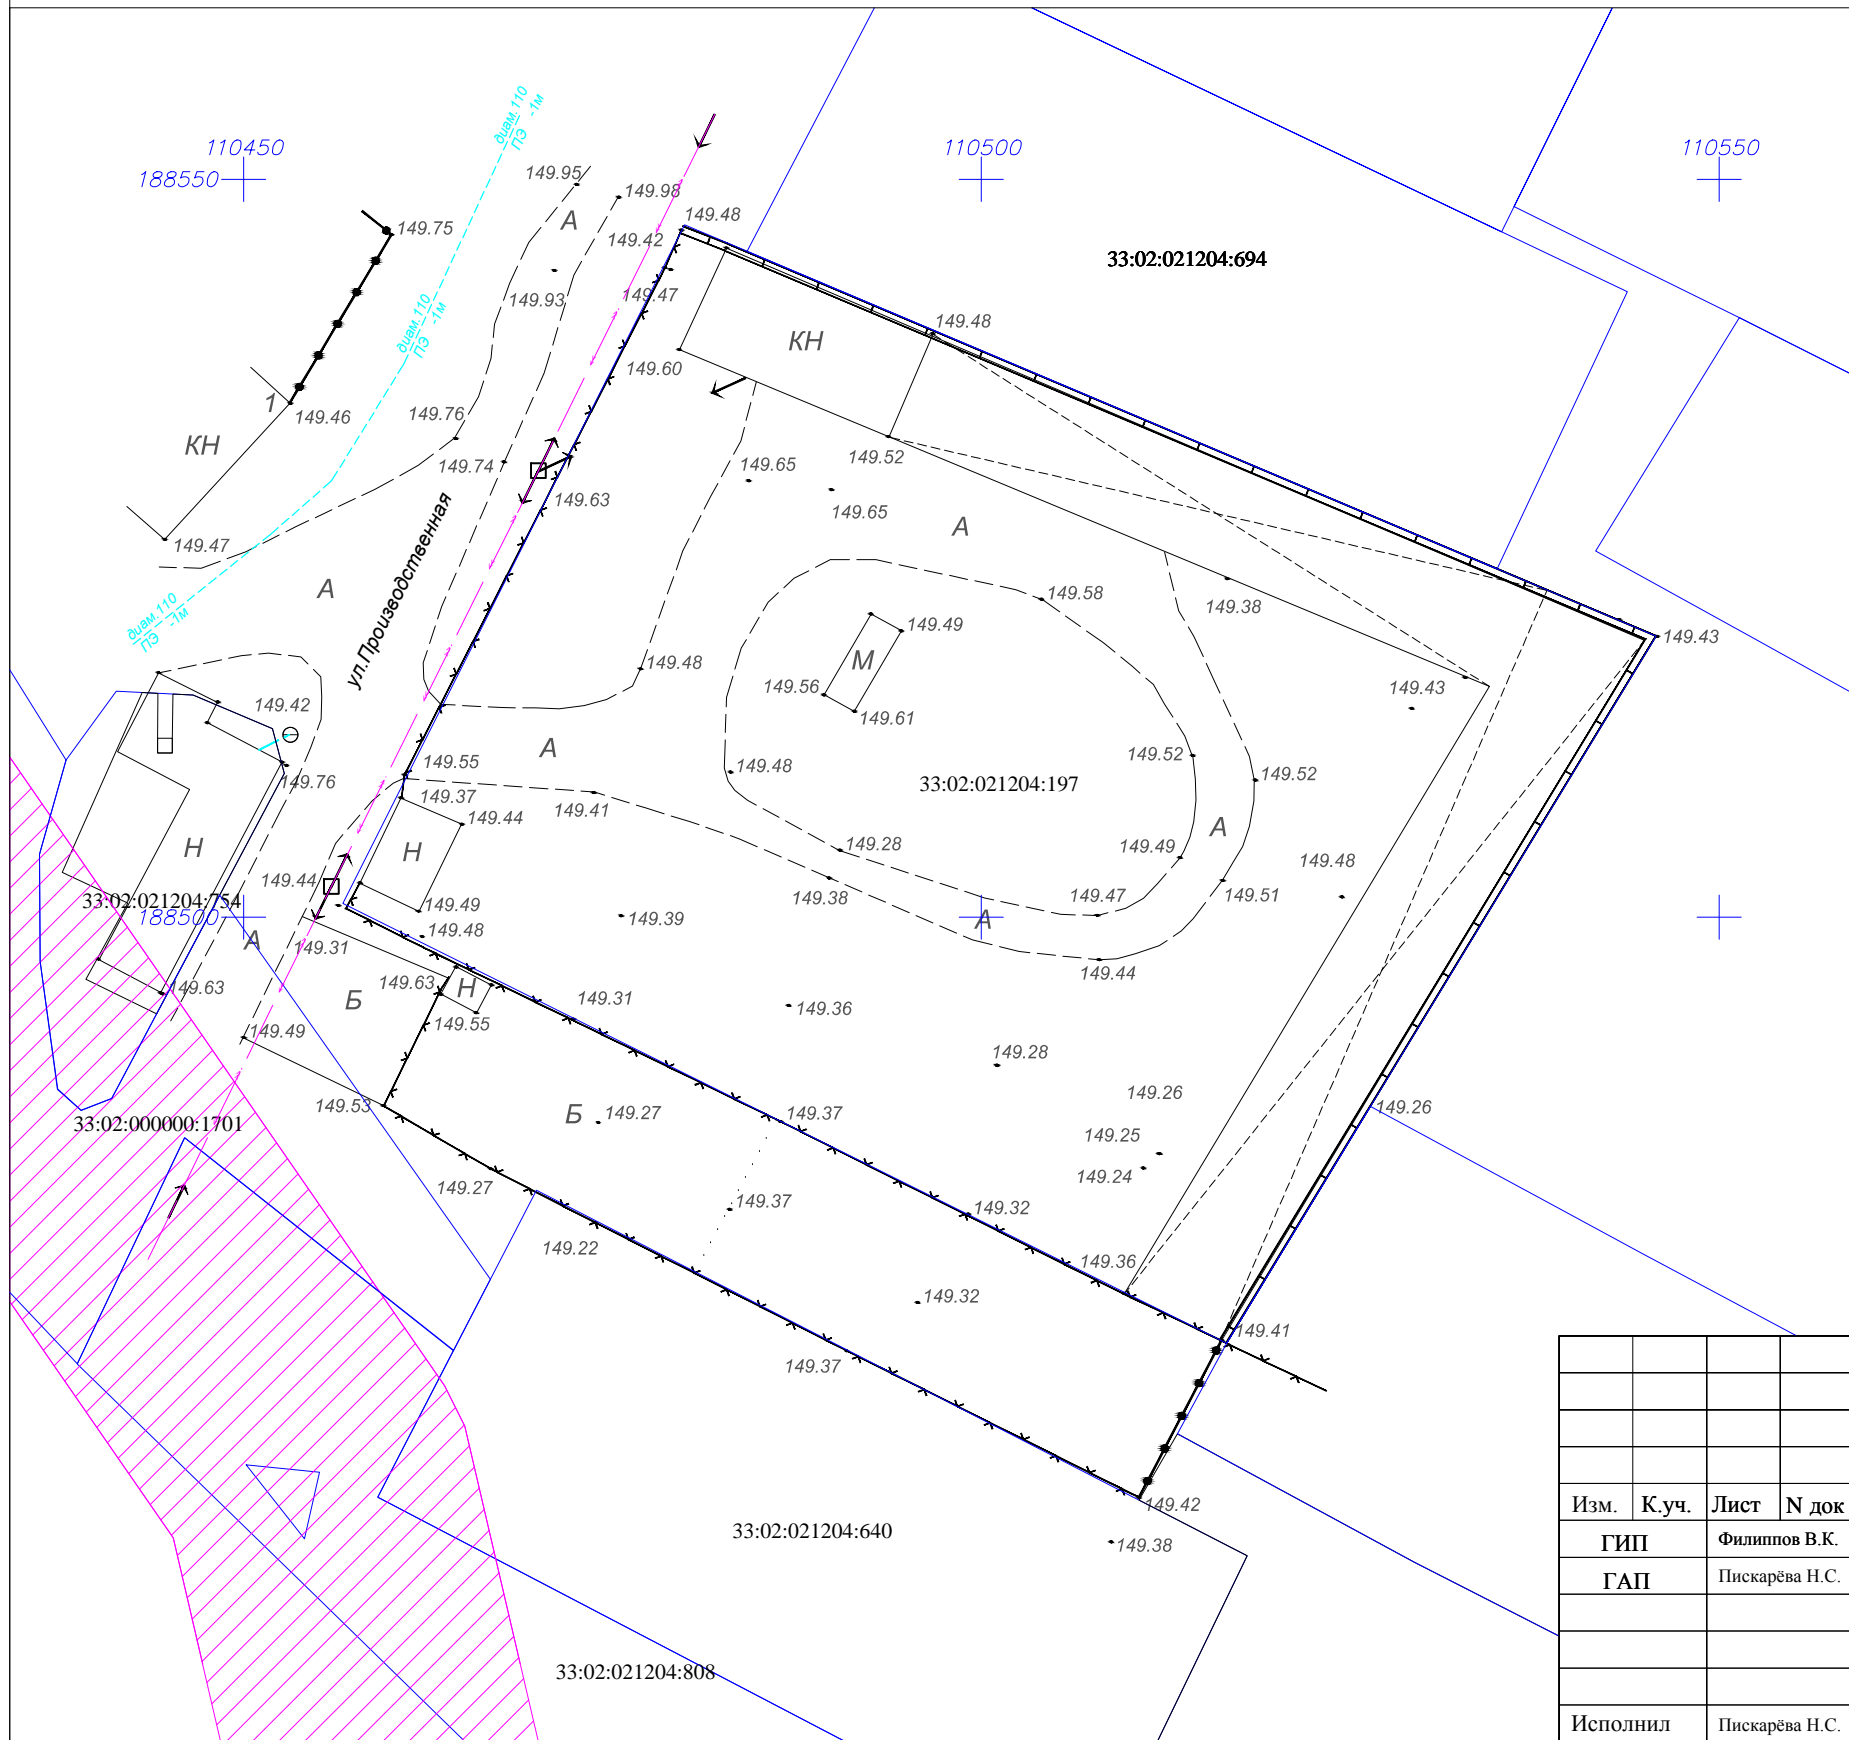 диам.110
ПЭ -1м
110450
110500
110550
188550
149.95
149.98
149.48
А
149.42
149.75
33:02:021204:694
149.93
149.47
диам.110
ПЭ -1м
149.48
КН
149.60
1
149.46
149.76
КН
149.74
149.52
149.65
149.63
149.65
А
149.47
ул.Производственная
А
149.58
149.38
диам.110
ПЭ -1м
149.49
149.43
М
149.48
149.56
149.43
149.42
149.61
А
149.52
149.55
149.76
149.48
33:02:021204:197
149.52
149.37
149.41
149.44
А
Н
Н
149.28
149.49
149.48
149.44
33:02:021204:754
149.38
149.51
188500
149.49
149.39
149.47
А
А
149.48
149.31
149.44
149.63
149.63
Н
Б
149.31
149.36
149.49
149.55
149.28
149.53
Б
149.27
149.37
149.26
149.26
33:02:000000:1701
149.25
149.24
149.27
149.37
149.32
149.22
149.36
149.32
149.41
149.37
149.42
Изм.
К.уч.
Лист
N док
33:02:021204:640
149.38
ГИП
Филиппов В.К.
ГАП
Пискарёва Н.С.
33:02:021204:808
Исполнил
Пискарёва Н.С.